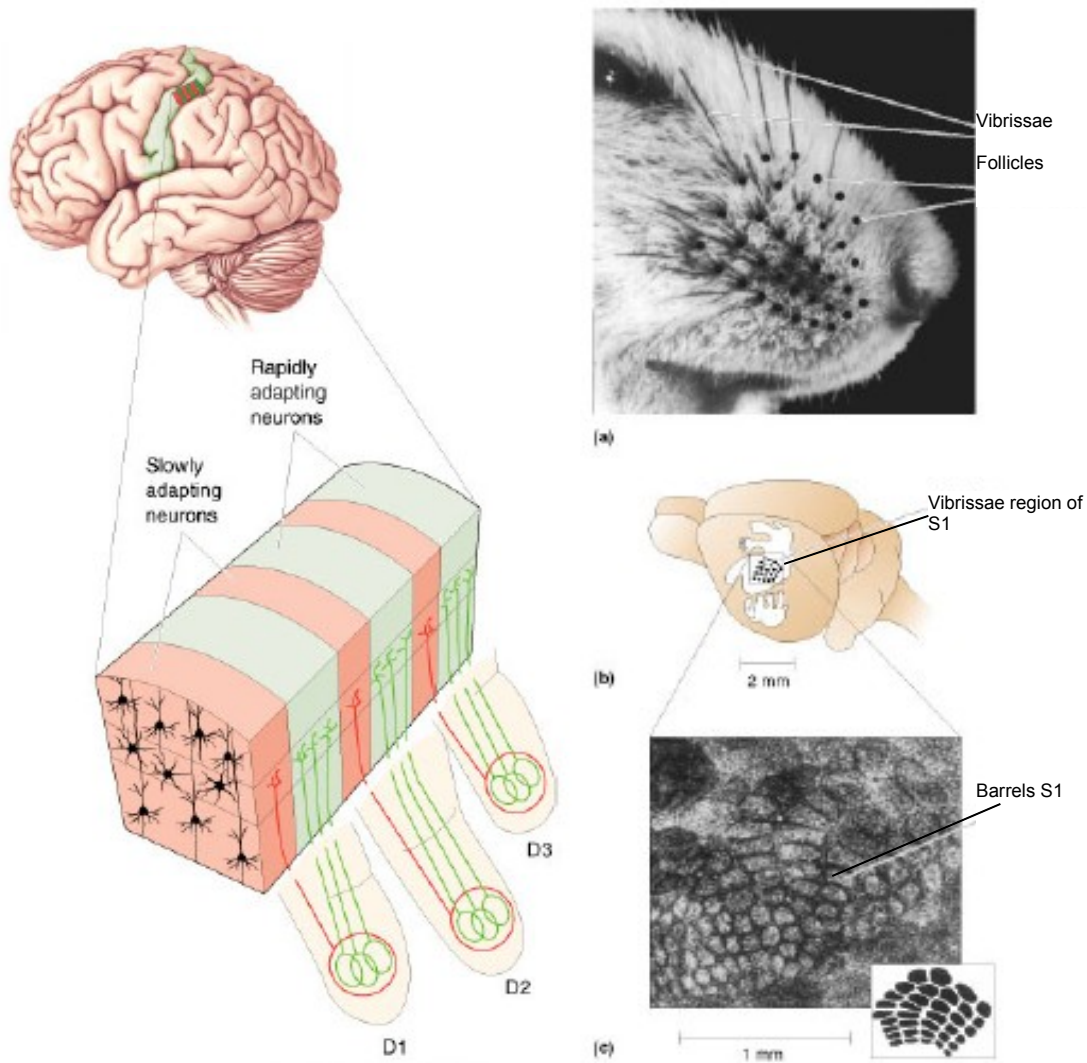 Rapidly
adapting
neurons
Slowly
adapting
neurons
D3
D2
D1
Vibrissae
Follicles
(a)
Vibrissae region of
S1
(b)
2 mm
Barrels S1
(c)
1 mm